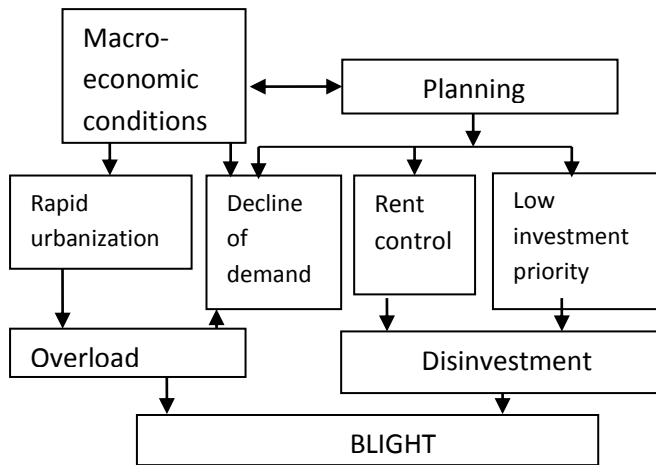 Macro-
economic
conditions
Planning
Rapid
urbanization
Decline
of
demand
Rent
control
Low
investment
priority
Overload
Disinvestment
BLIGHT